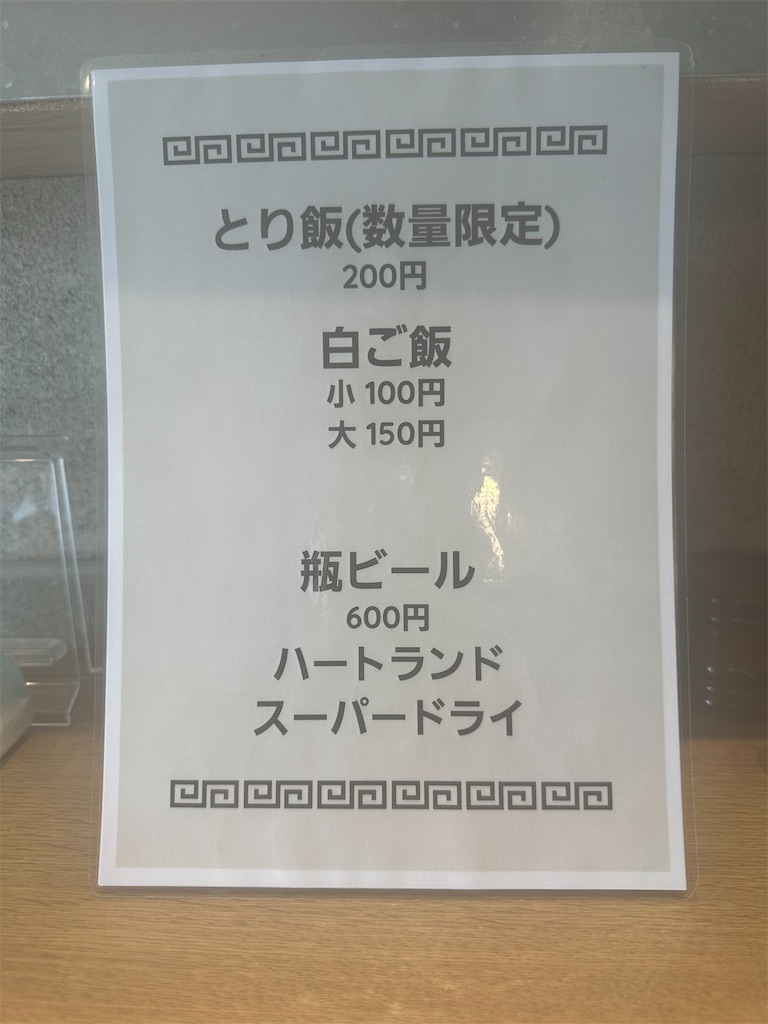 とり飯(数量限定)
200円
白ご飯
小 100円
大 150円
瓶ビール
600円
ハートランド
スーパードライ